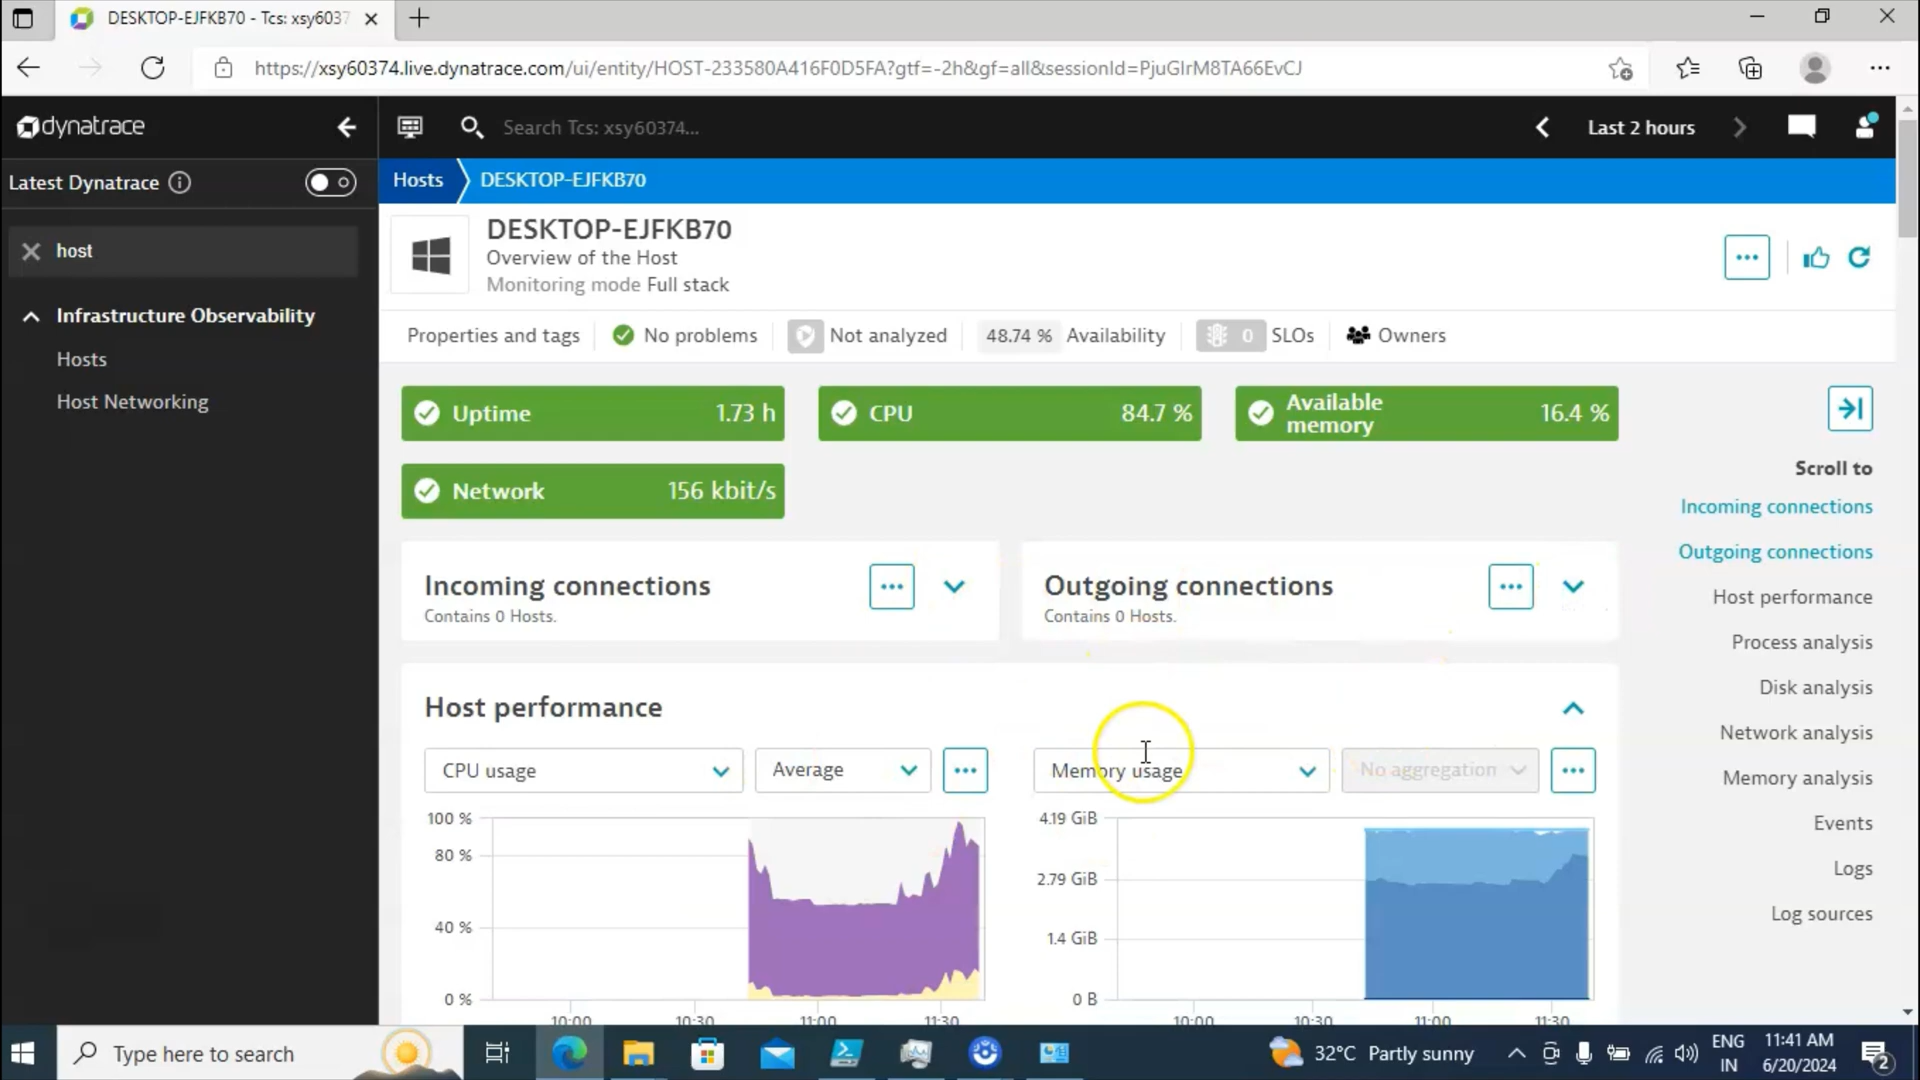 DESKTOP-EJFKB70 - Tcs: xsy6037
https://xsy60374.live.dynatrace.com/ui/entity/HOST-233580A416F0D5FA?gtf=-2h&gf=all&sessionId=PjuGIrM8TA66EvCJ
dynatrace
Search Tcs: xsy60374...
Last 2 hours
Latest Dynatrace
Hosts
DESKTOP-EJFKB70
host
Infrastructure Observability
Hosts
Host Networking
DESKTOP-EJFKB70
Overview of the Host
Monitoring mode Full stack
Properties and tags
No problems
Not analyzed
48.74 % Availability
0 SLOs
Owners
Uptime 1.73 h
CPU 84.7 %
Available memory 16.4 %
Network 156 kbit/s
Incoming connections
Contains 0 Hosts.
Outgoing connections
Contains 0 Hosts.
Host performance
CPU usage
Average
Memory usage
No aggregation
100 %
80 %
40 %
0 %
10:00 10:30 11:00 11:30
4.19 GiB
2.79 GiB
1.4 GiB
0 B
10:00 10:30 11:00 11:30
Scroll to
Incoming connections
Outgoing connections
Host performance
Process analysis
Disk analysis
Network analysis
Memory analysis
Events
Logs
Log sources
Type here to search
32°C Partly sunny
ENG
IN
11:41 AM
6/20/2024
2